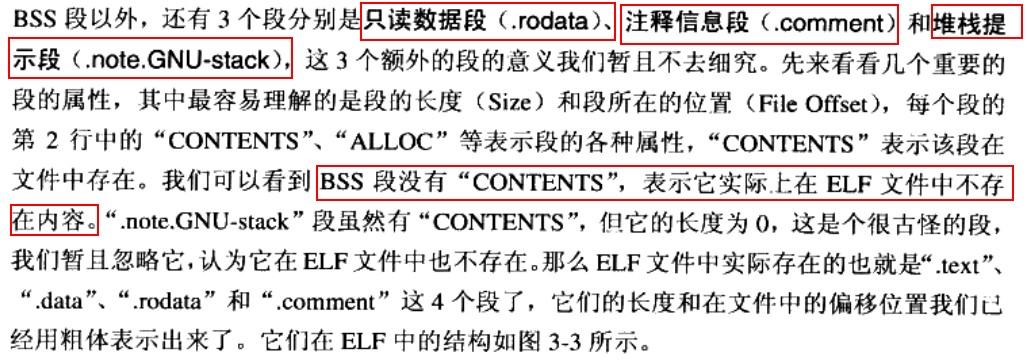 BSS 段以外，还有 3 个段分别是只读数据段（.rodata）、注释信息段（.comment）和堆栈提
示段（.note.GNU-stack），这 3 个额外的段的意义我们暂且不去细究。先来看看几个重要的
段的属性，其中最容易理解的是段的长度（Size）和段所在的位置（File Offset），每个段的
第 2 行中的“CONTENTS”、“ALLOC”等表示段的各种属性，“CONTENTS”表示该段在
文件中存在。我们可以看到 BSS 段没有“CONTENTS”，表示它实际上在 ELF 文件中不存
在内容。“.note.GNU-stack”段虽然有“CONTENTS”，但它的长度为 0，这是个很古怪的段，
我们暂且忽略它，认为它在 ELF 文件中也不存在。那么 ELF 文件中实际存在的也就是“.text”、
“.data”、“.rodata”和“.comment”这 4 个段了，它们的长度和在文件中的偏移位置我们已
经用粗体表示出来了。它们在 ELF 中的结构如图 3-3 所示。